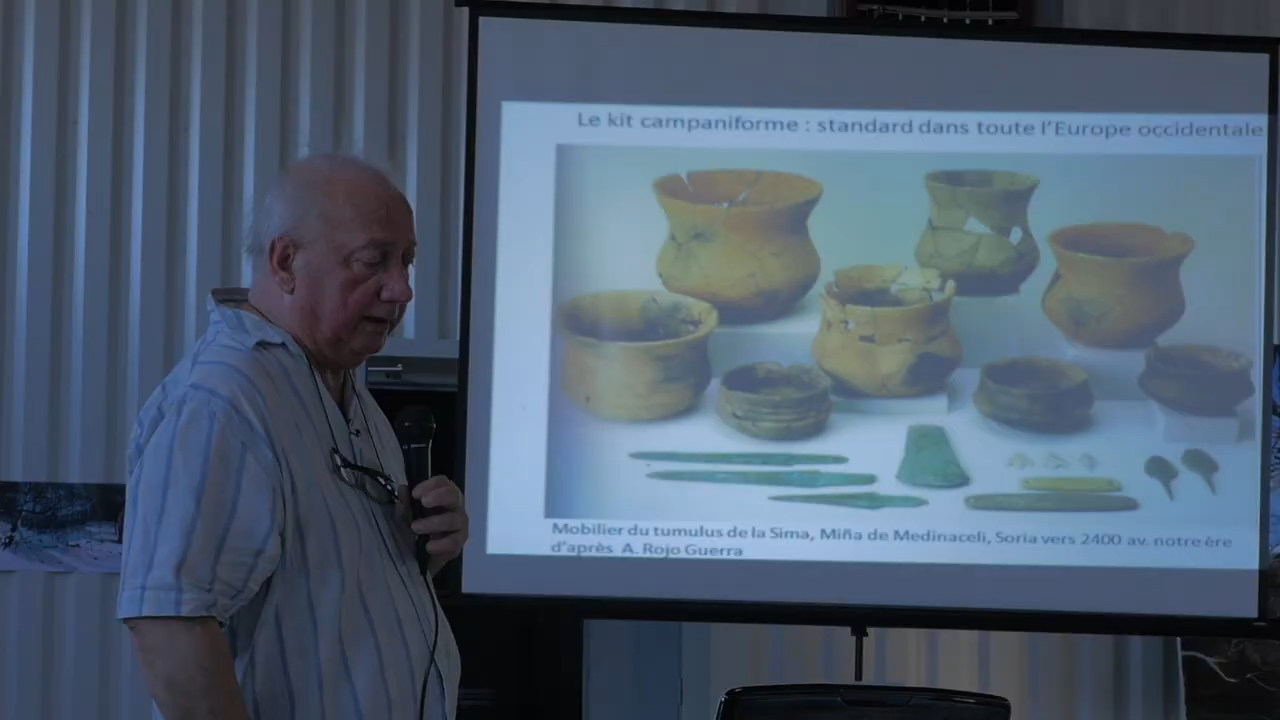 Le kit campaniforme : standard dans toute l'Europe occidentale
Mobilier du tumulus de la Sima, Miña de Medinaceli, Soria vers 2400 av. notre ère
d'après A. Rojo Guerra